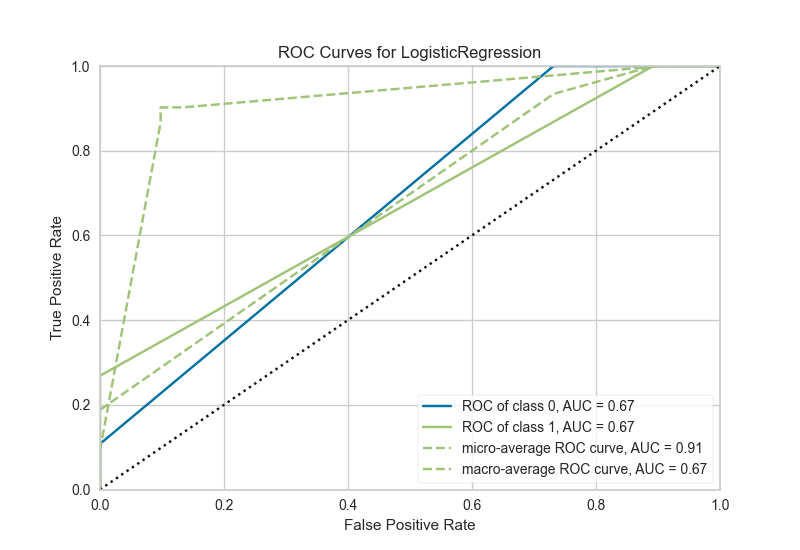 ROC Curves for LogisticRegression
1.0
0.8
0.6
0.4
0.2
0.0
True Positive Rate
ROC of class 0, AUC = 0.67
ROC of class 1, AUC = 0.67
micro-average ROC curve, AUC = 0.91
macro-average ROC curve, AUC = 0.67
0.0 0.2 0.4 0.6 0.8 1.0
False Positive Rate